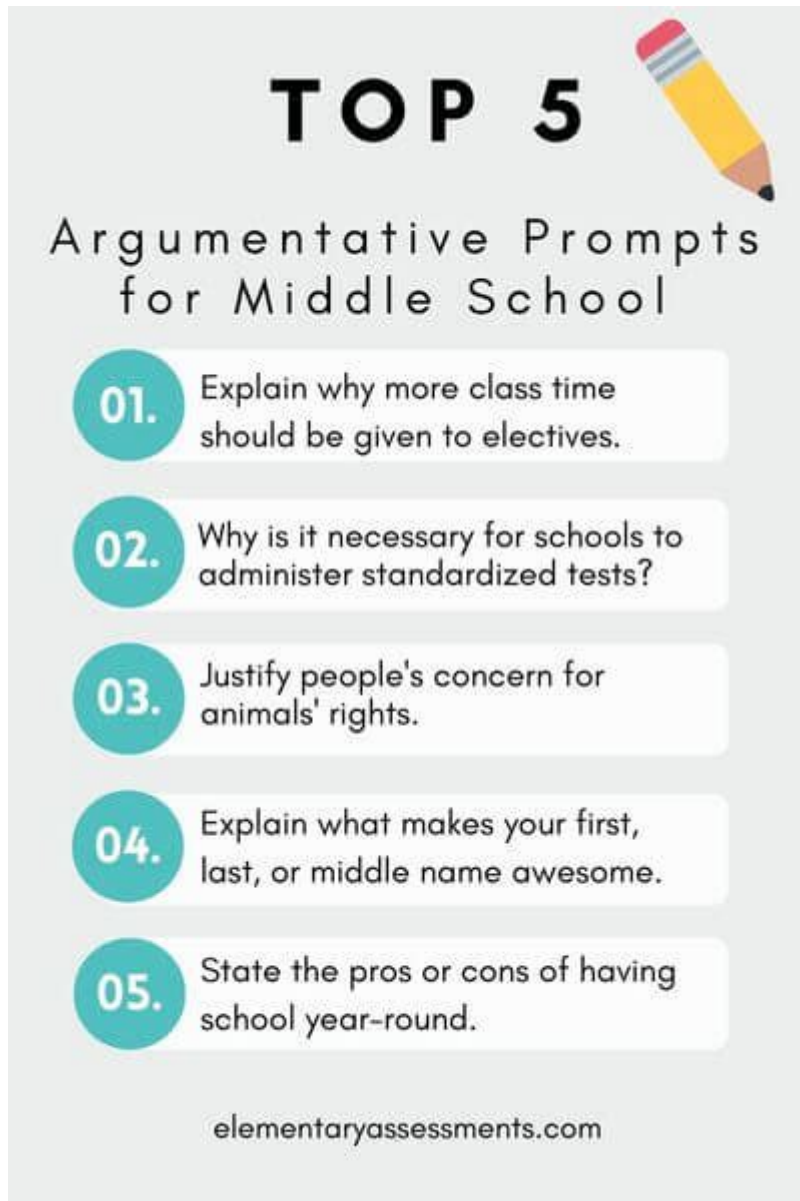 TOP 5
Argumentative Prompts
for Middle School
01.
Explain why more class time
should be given to electives.
02.
Why is it necessary for schools to
administer standardized tests?
03.
Justify people's concern for
animals' rights.
04.
Explain what makes your first,
last, or middle name awesome.
05.
State the pros or cons of having
school year-round.
elementaryassessments.com